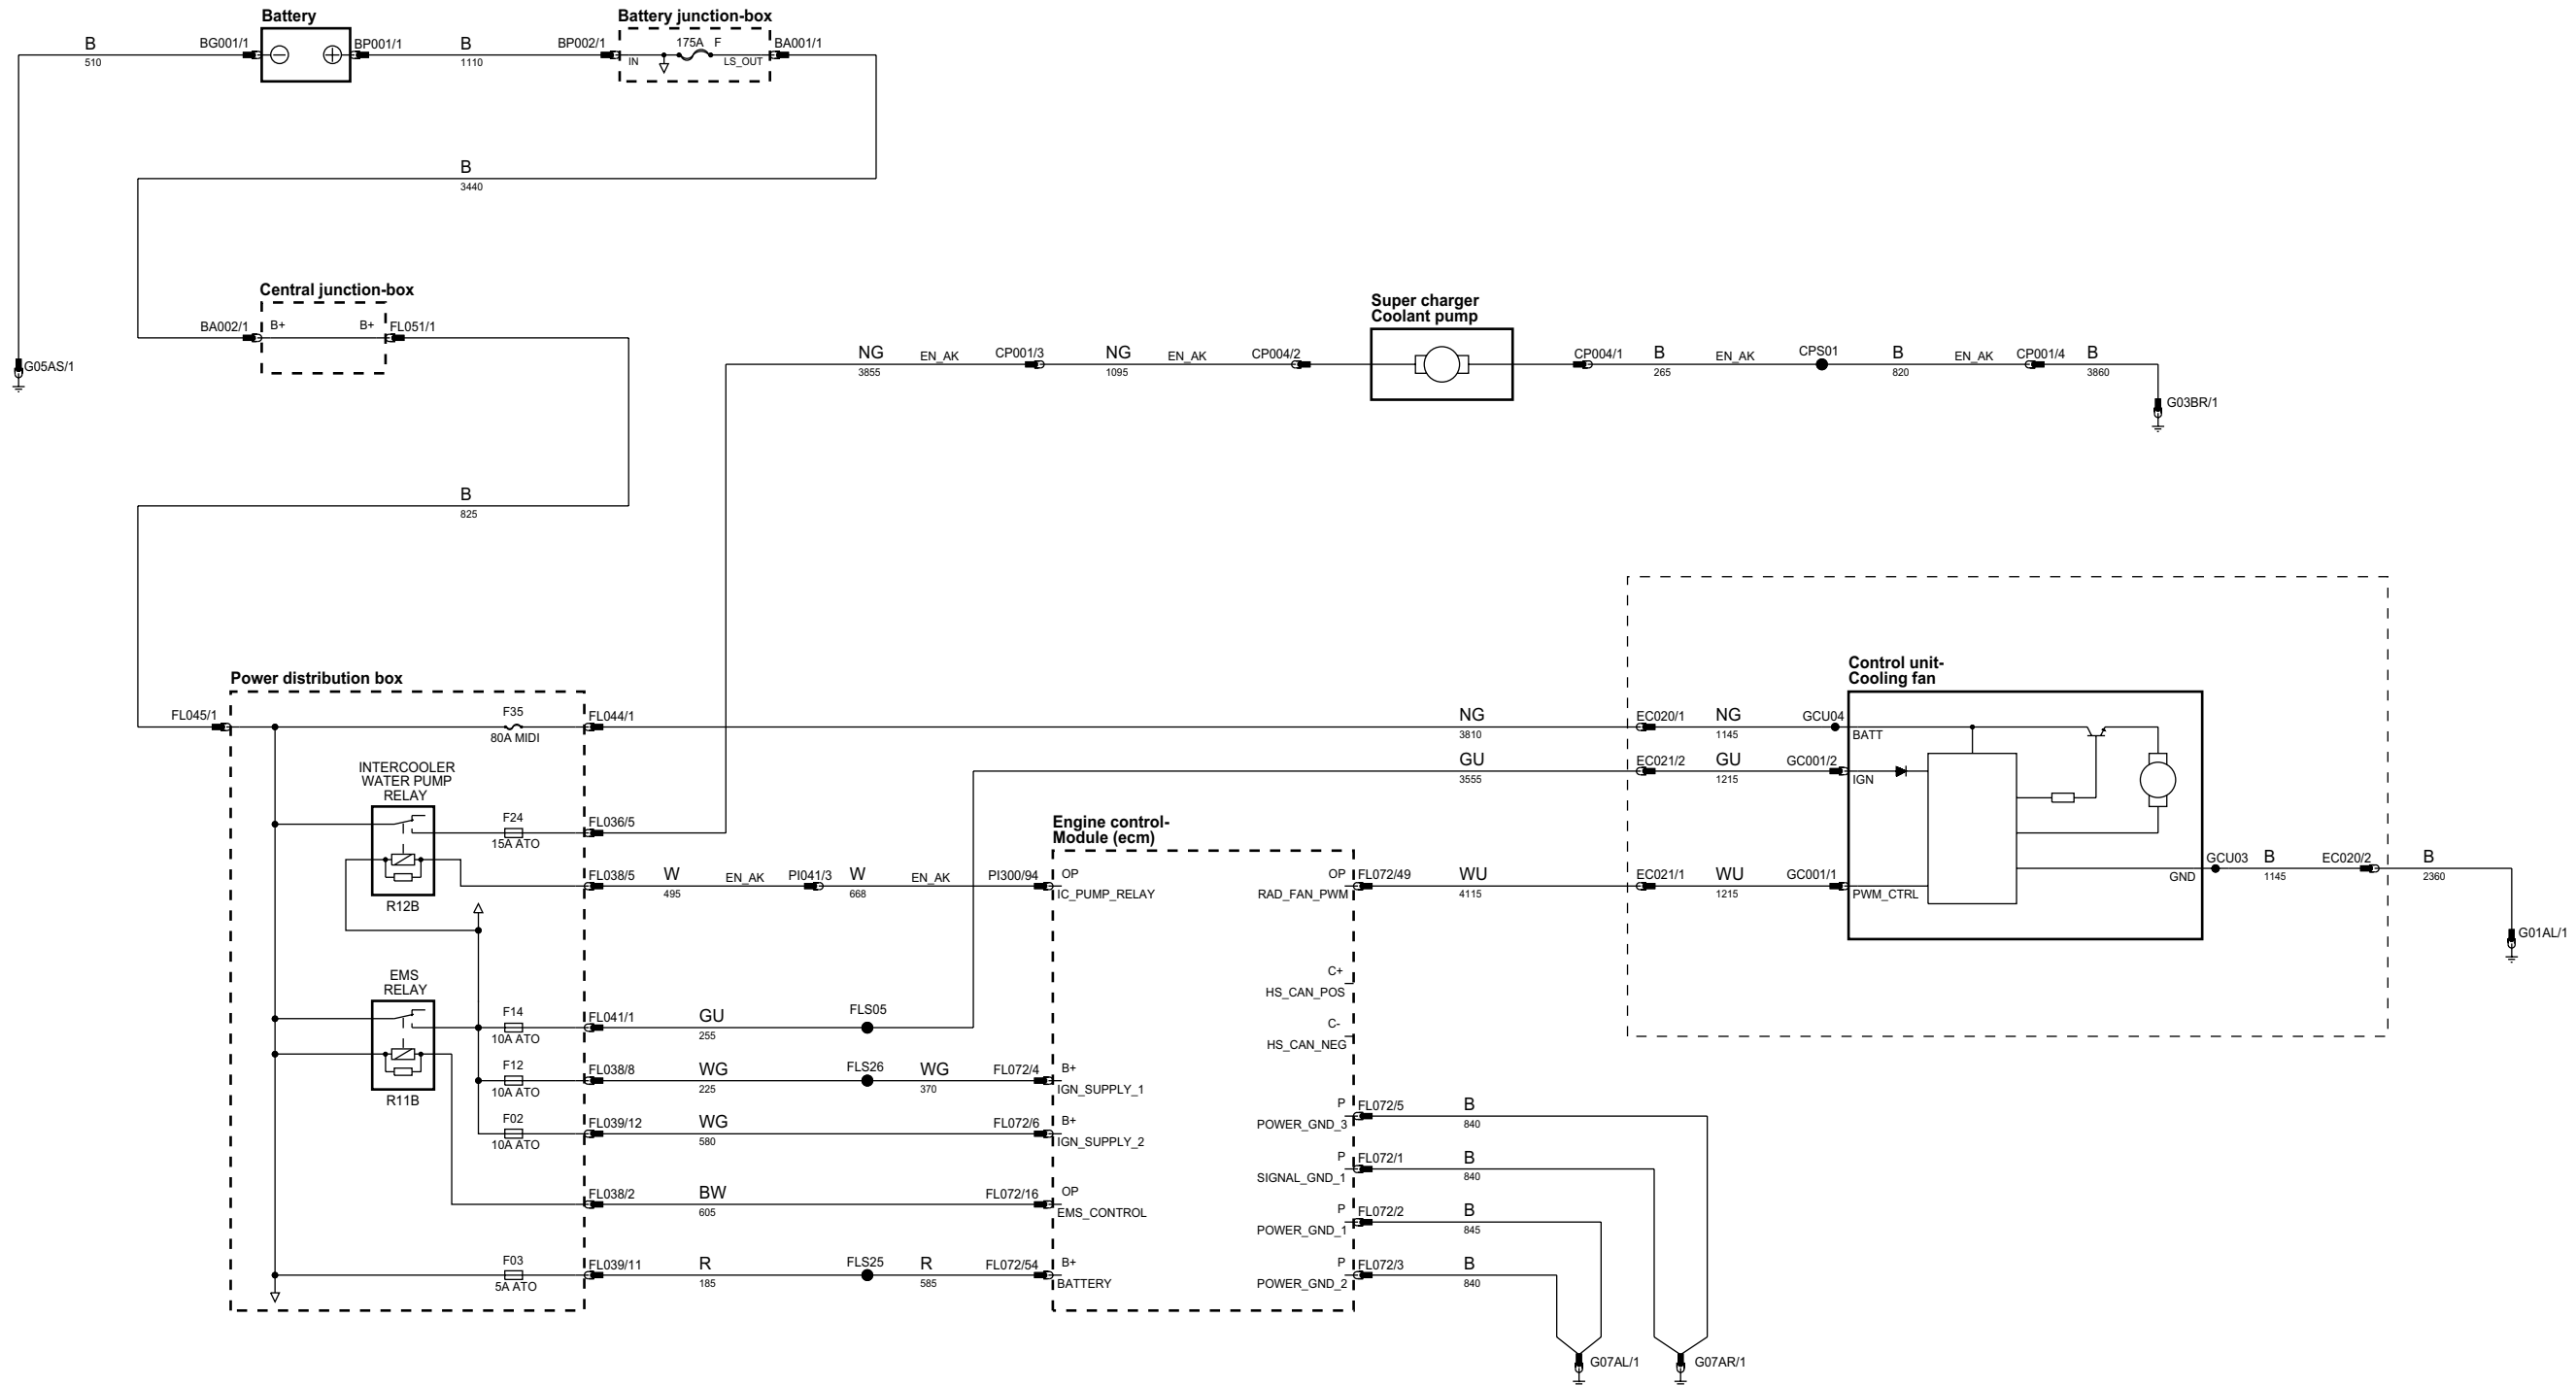 Battery
Battery junction-box
B
510
BG001/1
BP001/1
B
1110
BP002/1
175A F
IN
LS_OUT
BA001/1
B
3440
Central junction-box
BA002/1
B+
B+
FL051/1
G05AS/1
B
825
Super charger
Coolant pump
NG
3855
EN_AK
CP001/3
NG
1095
EN_AK
CP004/2
CP004/1
B
265
EN_AK
CPS01
B
820
EN_AK
CP001/4
B
3860
G03BR/1
Power distribution box
FL045/1
F35
80A MIDI
FL044/1
NG
3810
EC020/1
NG
1145
GCU04
Control unit-
Cooling fan
BATT
GU
3555
EC021/2
GU
1215
GC001/2
IGN
INTERCOOLER
WATER PUMP
RELAY
R12B
F24
15A ATO
FL036/5
FL038/5
W
495
EN_AK
PI041/3
W
668
EN_AK
PI300/94
Engine control-
Module (ecm)
OP
IC_PUMP_RELAY
OP
RAD_FAN_PWM
FL072/49
WU
4115
EC021/1
WU
1215
GC001/1
PWM_CTRL
GND
GCU03
B
1145
EC020/2
B
2360
G01AL/1
C+
HS_CAN_POS
C-
HS_CAN_NEG
EMS
RELAY
R11B
F14
10A ATO
FL041/1
GU
255
FLS05
F12
10A ATO
FL038/8
WG
225
FLS26
WG
370
FL072/4
B+
IGN_SUPPLY_1
F02
10A ATO
FL039/12
WG
580
FL072/6
B+
IGN_SUPPLY_2
FL038/2
BW
605
FL072/16
OP
EMS_CONTROL
F03
5A ATO
FL039/11
R
185
FLS25
R
585
FL072/54
B+
BATTERY
P
POWER_GND_3
FL072/5
B
840
P
SIGNAL_GND_1
FL072/1
B
840
P
POWER_GND_1
FL072/2
B
845
P
POWER_GND_2
FL072/3
B
840
G07AL/1
G07AR/1